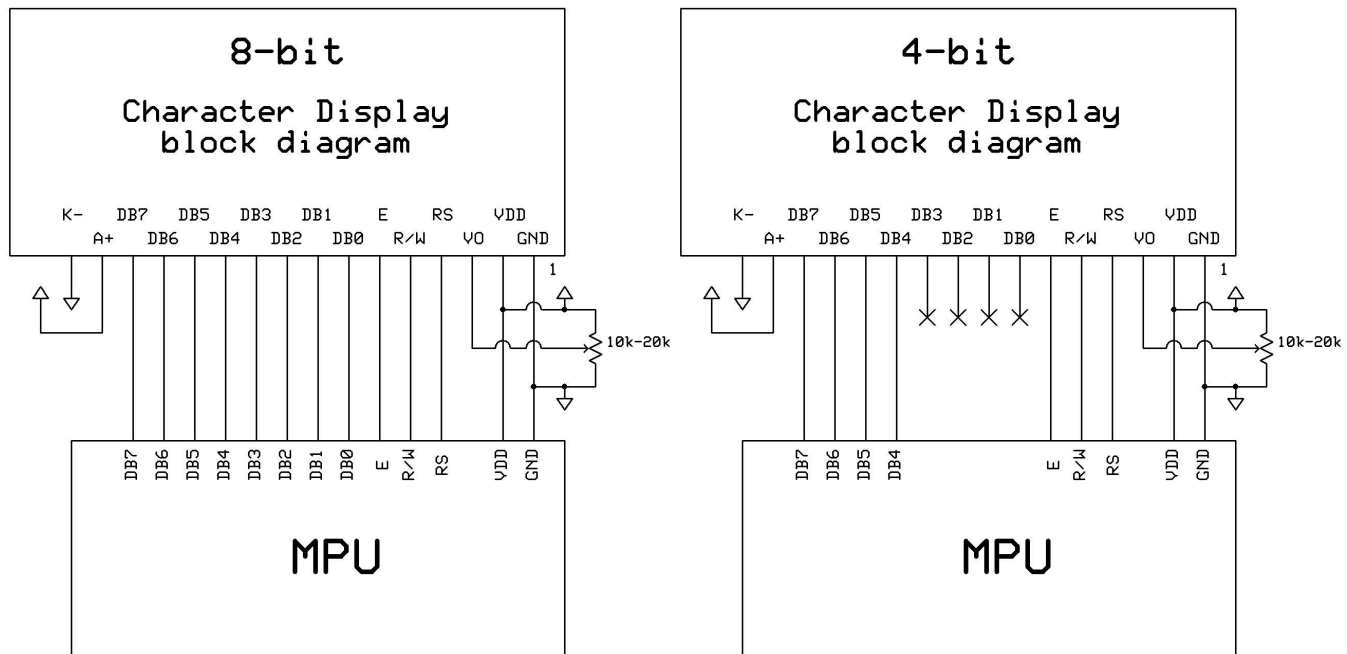 8-bit
Character Display
block diagram
K- DB7 DB5 DB3 DB1 E RS VDD
A+ DB6 DB4 DB2 DB0 R/W VO GND
1
10k-20k
DB7 DB6 DB5 DB4 DB3 DB2 DB1 DB0 E R/W RS VDD GND
MPU
4-bit
Character Display
block diagram
K- DB7 DB5 DB3 DB1 E RS VDD
A+ DB6 DB4 DB2 DB0 R/W VO GND
1
10k-20k
DB7 DB6 DB5 DB4 E R/W RS VDD GND
MPU